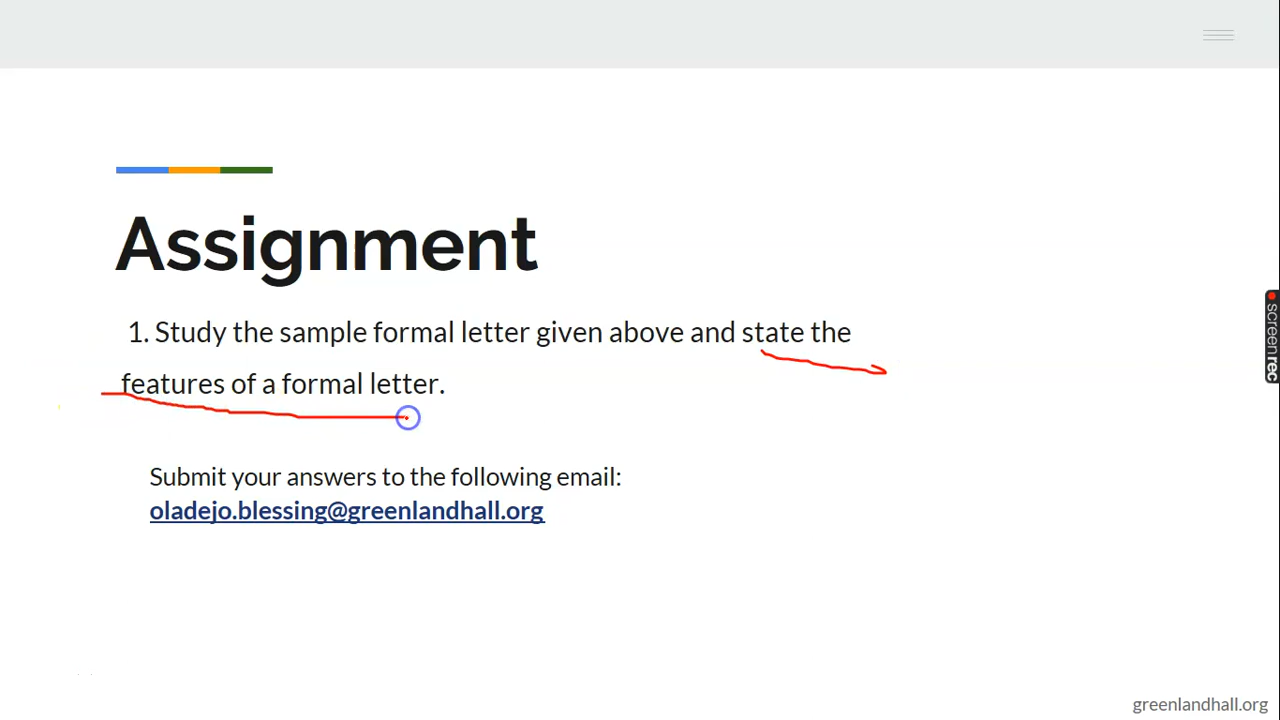 Assignment
1. Study the sample formal letter given above and state the
features of a formal letter.
Submit your answers to the following email:
oladejo.blessing@greenlandhall.org
screenrec
greenlandhall.org